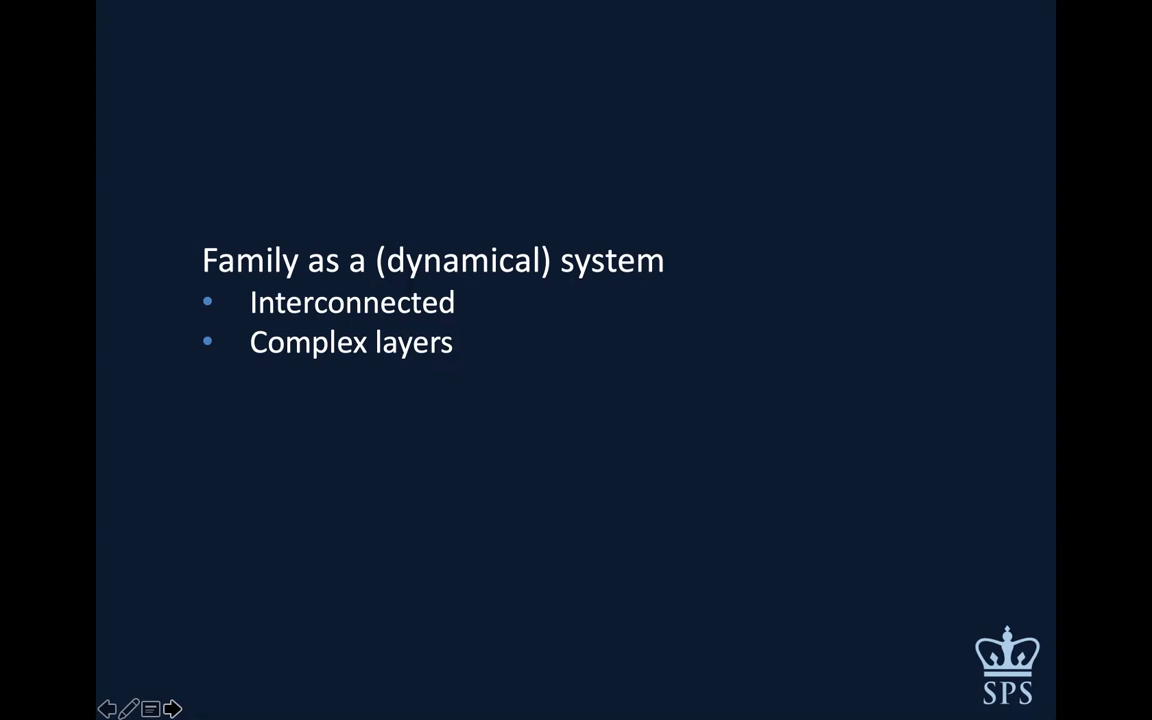 Family as a (dynamical) system
• Interconnected
• Complex layers
SPS